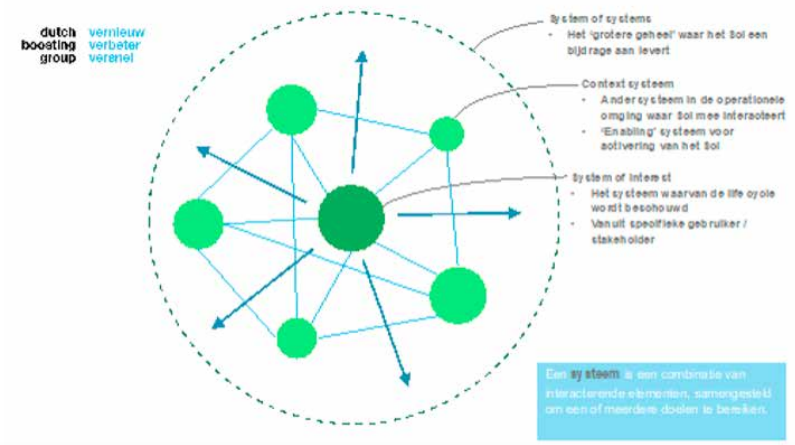 dutch vernieuw
boosting verbeter
group versnel
System of systems
• Het ‘grotere geheel’ waar het SoI een
bijdrage aan levert
Context systeem
• Ander systeem in de operationele
omging waar SoI mee interacteert
• ‘Enabling’ systeem voor
activering van het SoI
System of Interest
• Het systeem waarvan de life cycle
wordt beschouwd
• Vanuit specifieke gebruiker /
stakeholder
Een systeem is een combinatie van
interacterende elementen, samengesteld
om een of meerdere doelen te bereiken.